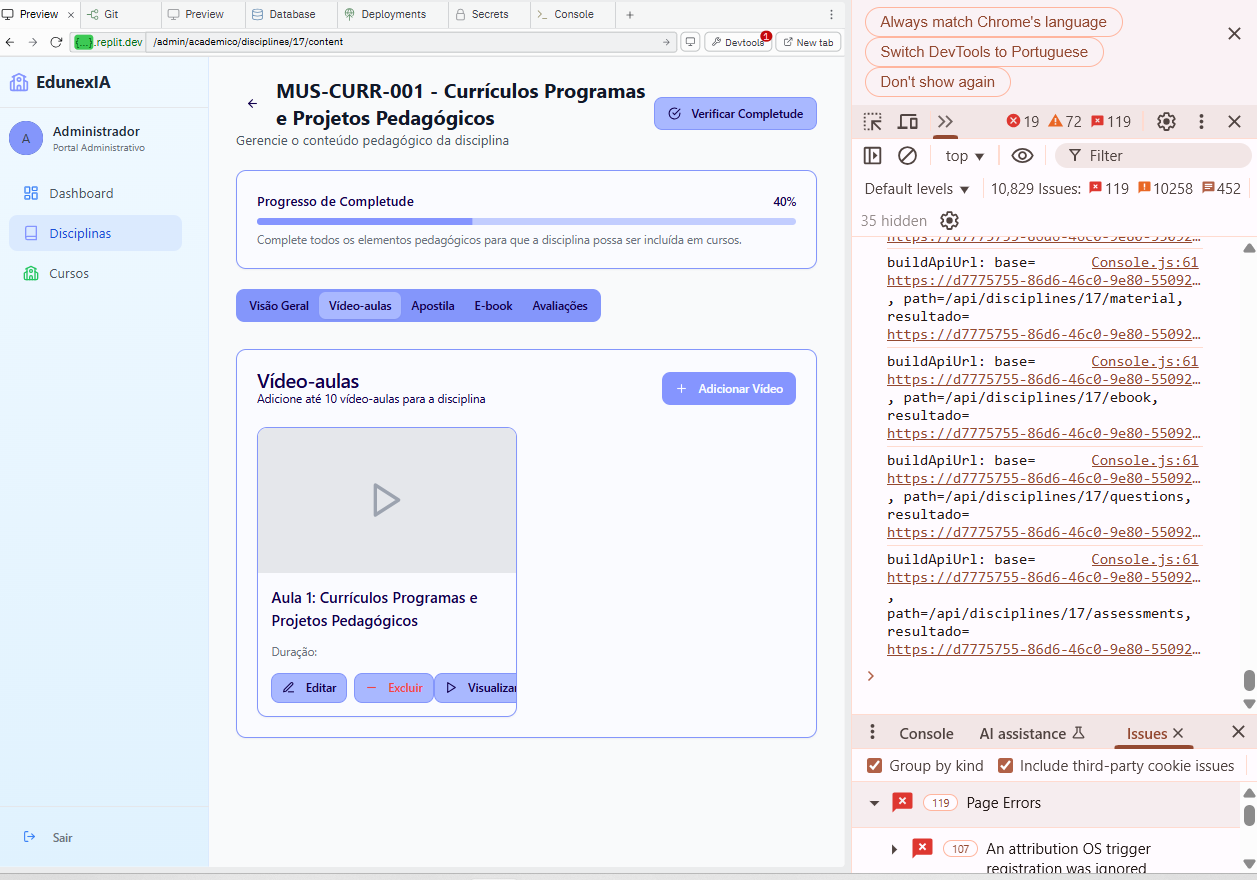 Preview
Git
Preview
Database
Deployments
Secrets
Console
.replit.dev
/admin/academico/disciplines/17/content
Devtools
1
New tab
EdunexIA
A
Administrador
Portal Administrativo
Dashboard
Disciplinas
Cursos
Sair
MUS-CURR-001 - Currículos Programas
e Projetos Pedagógicos
Gerencie o conteúdo pedagógico da disciplina
Verificar Completude
Progresso de Completude
40%
Complete todos os elementos pedagógicos para que a disciplina possa ser incluída em cursos.
Visão Geral
Vídeo-aulas
Apostila
E-book
Avaliações
Vídeo-aulas
Adicione até 10 vídeo-aulas para a disciplina
Adicionar Vídeo
Aula 1: Currículos Programas e
Projetos Pedagógicos
Duração:
Editar
Excluir
Visualizar
Always match Chrome's language
Switch DevTools to Portuguese
Don't show again
19
72
119
top
Filter
Default levels
10,829 Issues:
119
10258
452
35 hidden
https://d7775755-86d6-46c0-9e80-55092…
buildApiUrl: base=
Console.js:61
https://d7775755-86d6-46c0-9e80-55092…
, path=/api/disciplines/17/material,
resultado=
https://d7775755-86d6-46c0-9e80-55092…
buildApiUrl: base=
Console.js:61
https://d7775755-86d6-46c0-9e80-55092…
, path=/api/disciplines/17/ebook,
resultado=
https://d7775755-86d6-46c0-9e80-55092…
buildApiUrl: base=
Console.js:61
https://d7775755-86d6-46c0-9e80-55092…
, path=/api/disciplines/17/questions,
resultado=
https://d7775755-86d6-46c0-9e80-55092…
buildApiUrl: base=
Console.js:61
https://d7775755-86d6-46c0-9e80-55092…
,
path=/api/disciplines/17/assessments,
resultado=
https://d7775755-86d6-46c0-9e80-55092…
Console
AI assistance
Issues
Group by kind
Include third-party cookie issues
119
Page Errors
107
An attribution OS trigger
registration was ignored